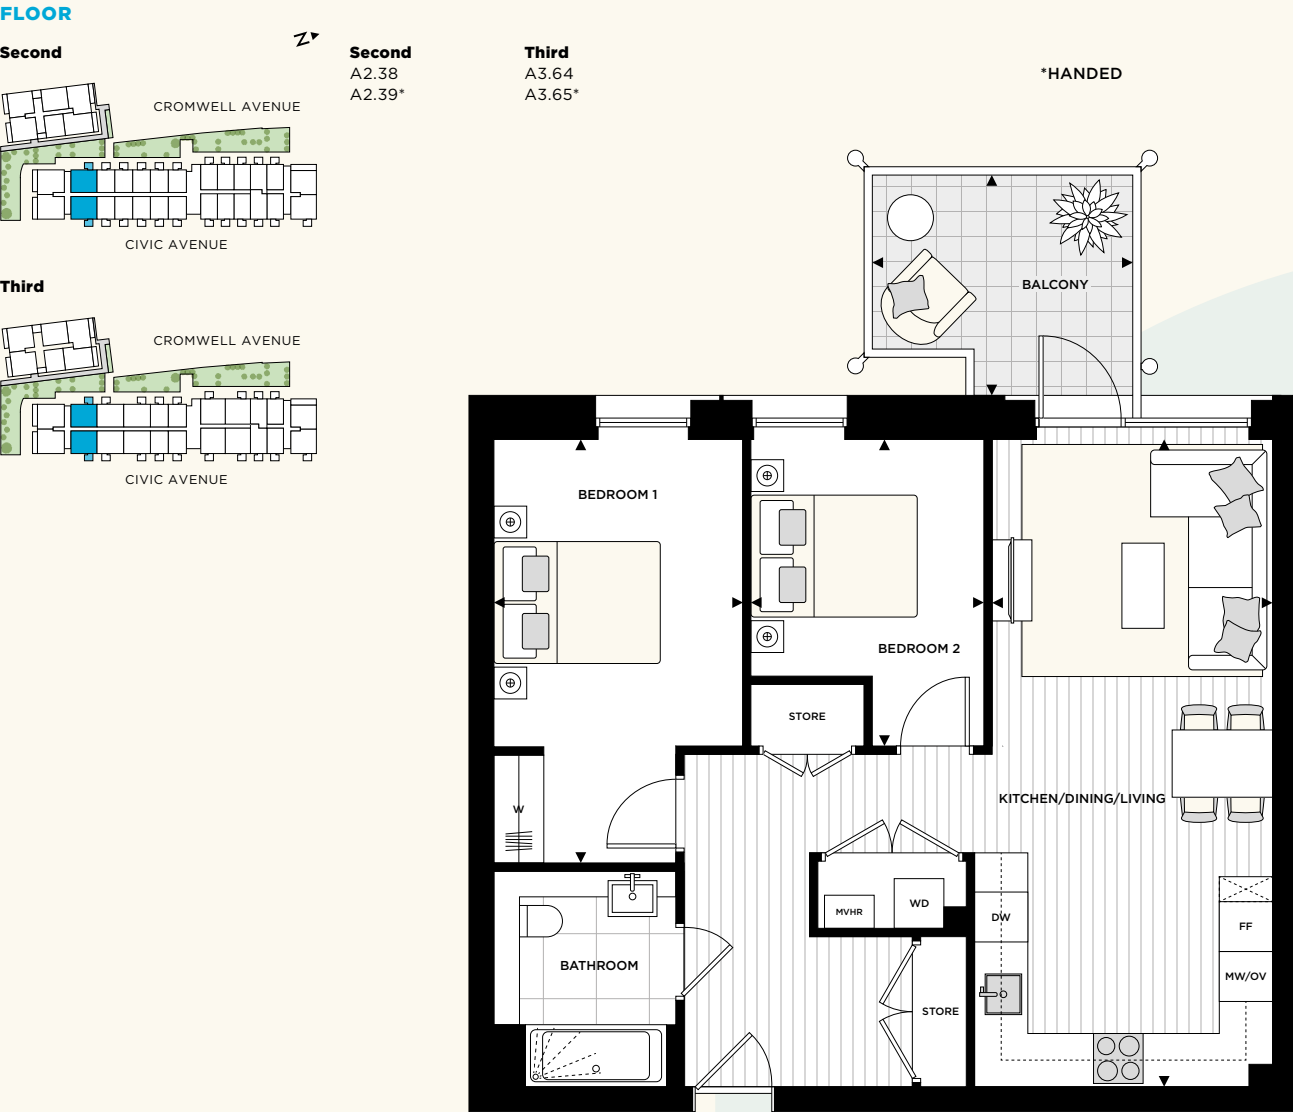 FLOOR
Second
N
CROMWELL AVENUE
CIVIC AVENUE
Third
CROMWELL AVENUE
CIVIC AVENUE
Second
A2.38
A2.39*
Third
A3.64
A3.65*
*HANDED
BALCONY
BEDROOM 1
BEDROOM 2
STORE
KITCHEN/DINING/LIVING
W
MVHR
WD
DW
FF
BATHROOM
MW/OV
STORE